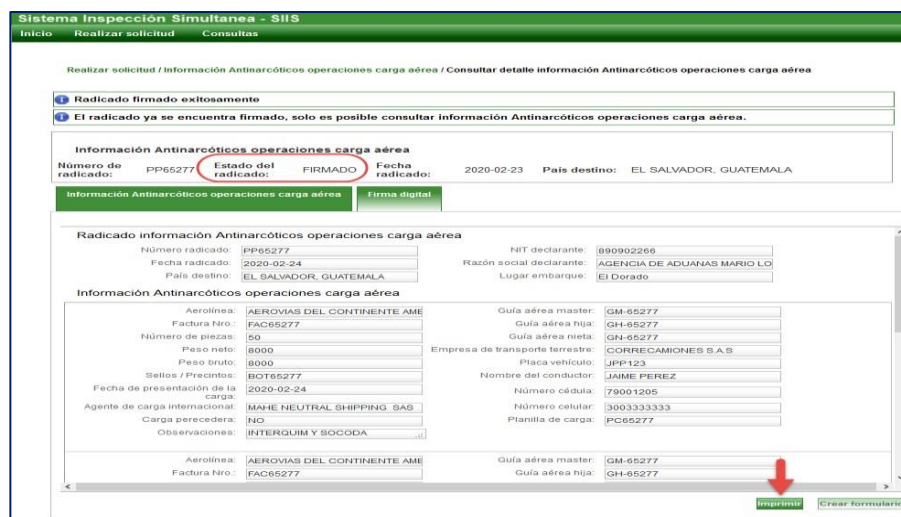 Sistema Inspección Simultanea - SIIS
Inicio Realizar solicitud Consultas
Realizar solicitud / Información Antinarcóticos operaciones carga aérea / Consultar detalle información Antinarcóticos operaciones carga aérea
Radicado firmado exitosamente
El radicado ya se encuentra firmado, solo es posible consultar información Antinarcóticos operaciones carga aérea.
Información Antinarcóticos operaciones carga aérea
Número de radicado: PP65277 Estado del radicado: FIRMADO Fecha radicado: 2020-02-23 País destino: EL SALVADOR, GUATEMALA
Información Antinarcóticos operaciones carga aérea Firma digital
Radicado información Antinarcóticos operaciones carga aérea
Número radicado: PP65277 NIT declarante: 890902266
Fecha radicado: 2020-02-24 Razón social declarante: AGENCIA DE ADUANAS MARIO LO
País destino: EL SALVADOR, GUATEMALA Lugar embarque: El Dorado
Información Antinarcóticos operaciones carga aérea
Aerolínea: AEROVIAS DEL CONTINENTE AME Guía aérea master: GM-65277
Factura Nro.: FAC65277 Guía aérea hija: GH-65277
Número de piezas: 50 Guía aérea nieta: GN-65277
Peso neto: 8000 Empresa de transporte terrestre: CORRECAMIONES S.A.S
Peso bruto: 8000 Placa vehículo: JPP123
Sellos / Precintos: BOT65277 Nombre del conductor: JAIME PEREZ
Fecha de presentación de la carga: 2020-02-24 Número cédula: 79001205
Agente de carga internacional: MAHE NEUTRAL SHIPPING SAS Número celular: 3003333333
Carga perecedera: NO Planilla de carga: PC65277
Observaciones: INTERQUIM Y SOCODA
Aerolínea: AEROVIAS DEL CONTINENTE AME Guía aérea master: GM-65277
Factura Nro.: FAC65277 Guía aérea hija: GH-65277
Imprimir Crear formulario